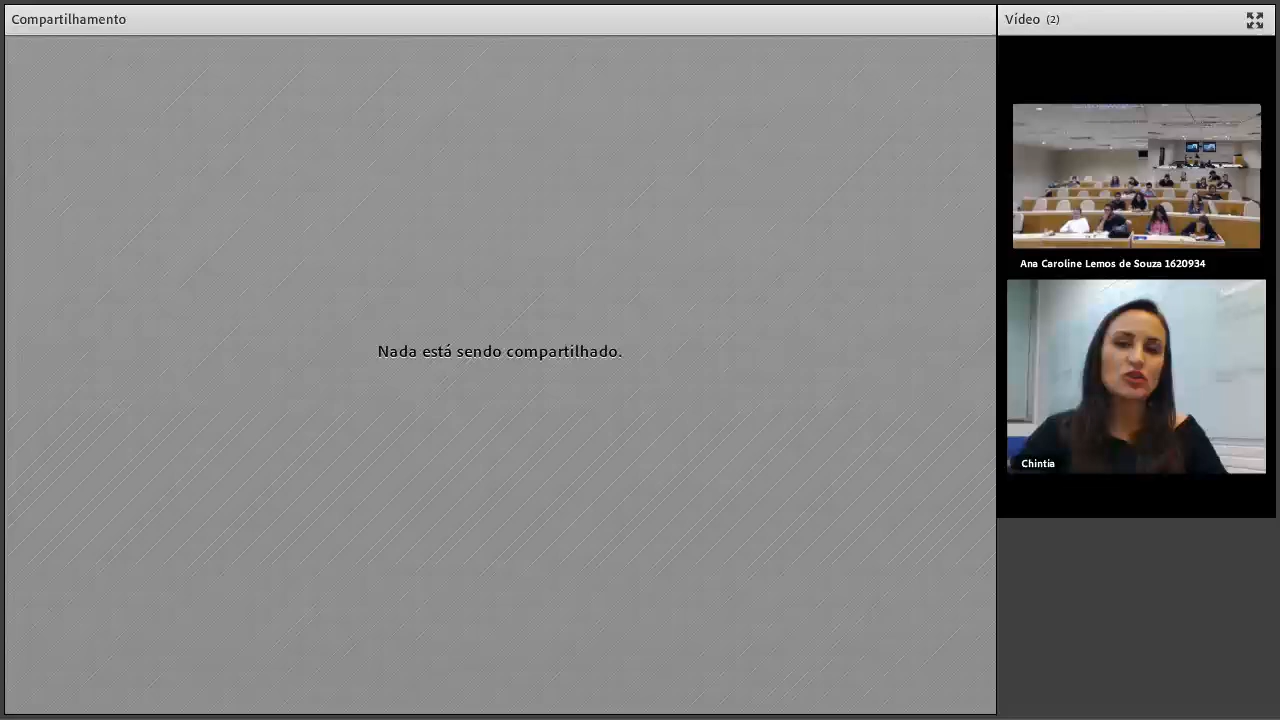 Compartilhamento
Vídeo (2)
Nada está sendo compartilhado.
Ana Caroline Lemos de Souza 1620934
Chintia